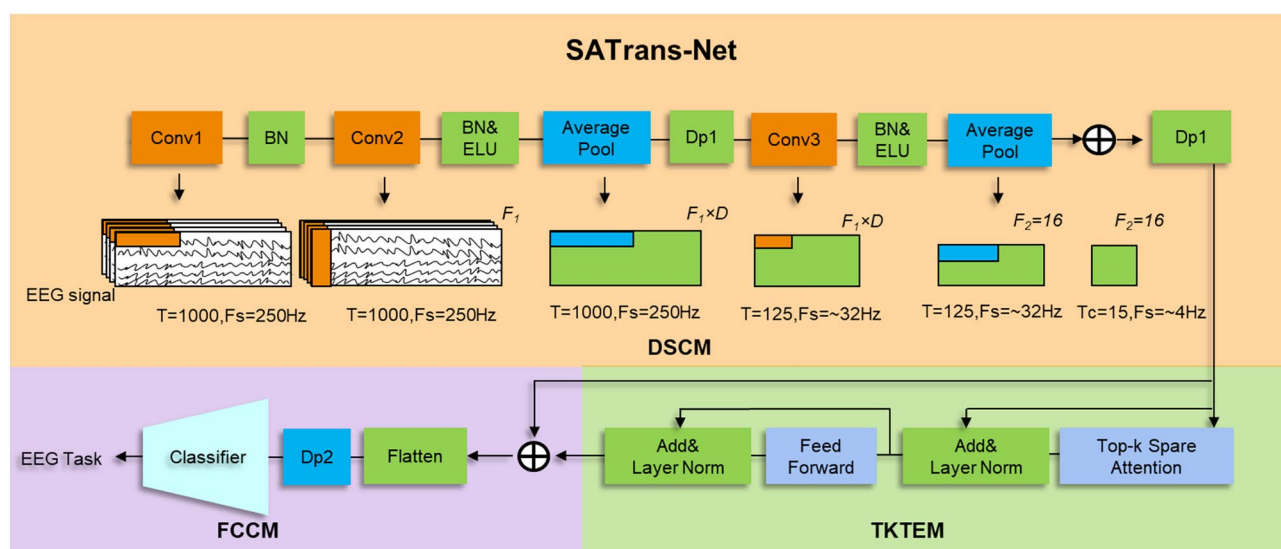 SATrans-Net
Conv1
BN
Conv2
BN&
ELU
Average
Pool
Dp1
Conv3
BN&
ELU
Average
Pool
Dp1
F₁
F₁×D
F₁×D
F₂=16
F₂=16
EEG signal
T=1000,Fs=250Hz
T=1000,Fs=250Hz
T=1000,Fs=250Hz
T=125,Fs=~32Hz
T=125,Fs=~32Hz
Tc=15,Fs=~4Hz
DSCM
EEG Task
Classifier
Dp2
Flatten
Add&
Layer Norm
Feed
Forward
Add&
Layer Norm
Top-k Spare
Attention
FCCM
TKTEM